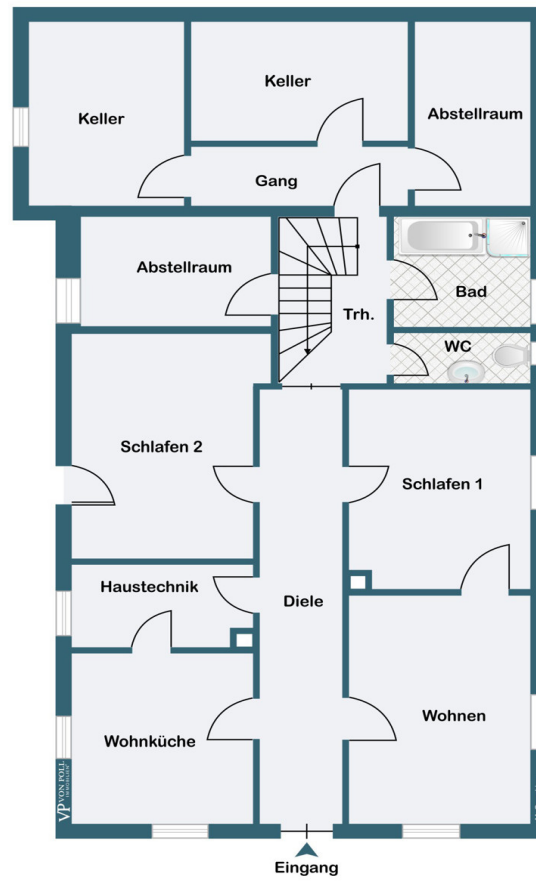 Keller
Keller
Abstellraum
Gang
Abstellraum
Bad
Trh.
WC
Schlafen 2
Schlafen 1
Haustechnik
Diele
Wohnküche
Wohnen
VP VON POLL
IMMOBILIEN
Eingang